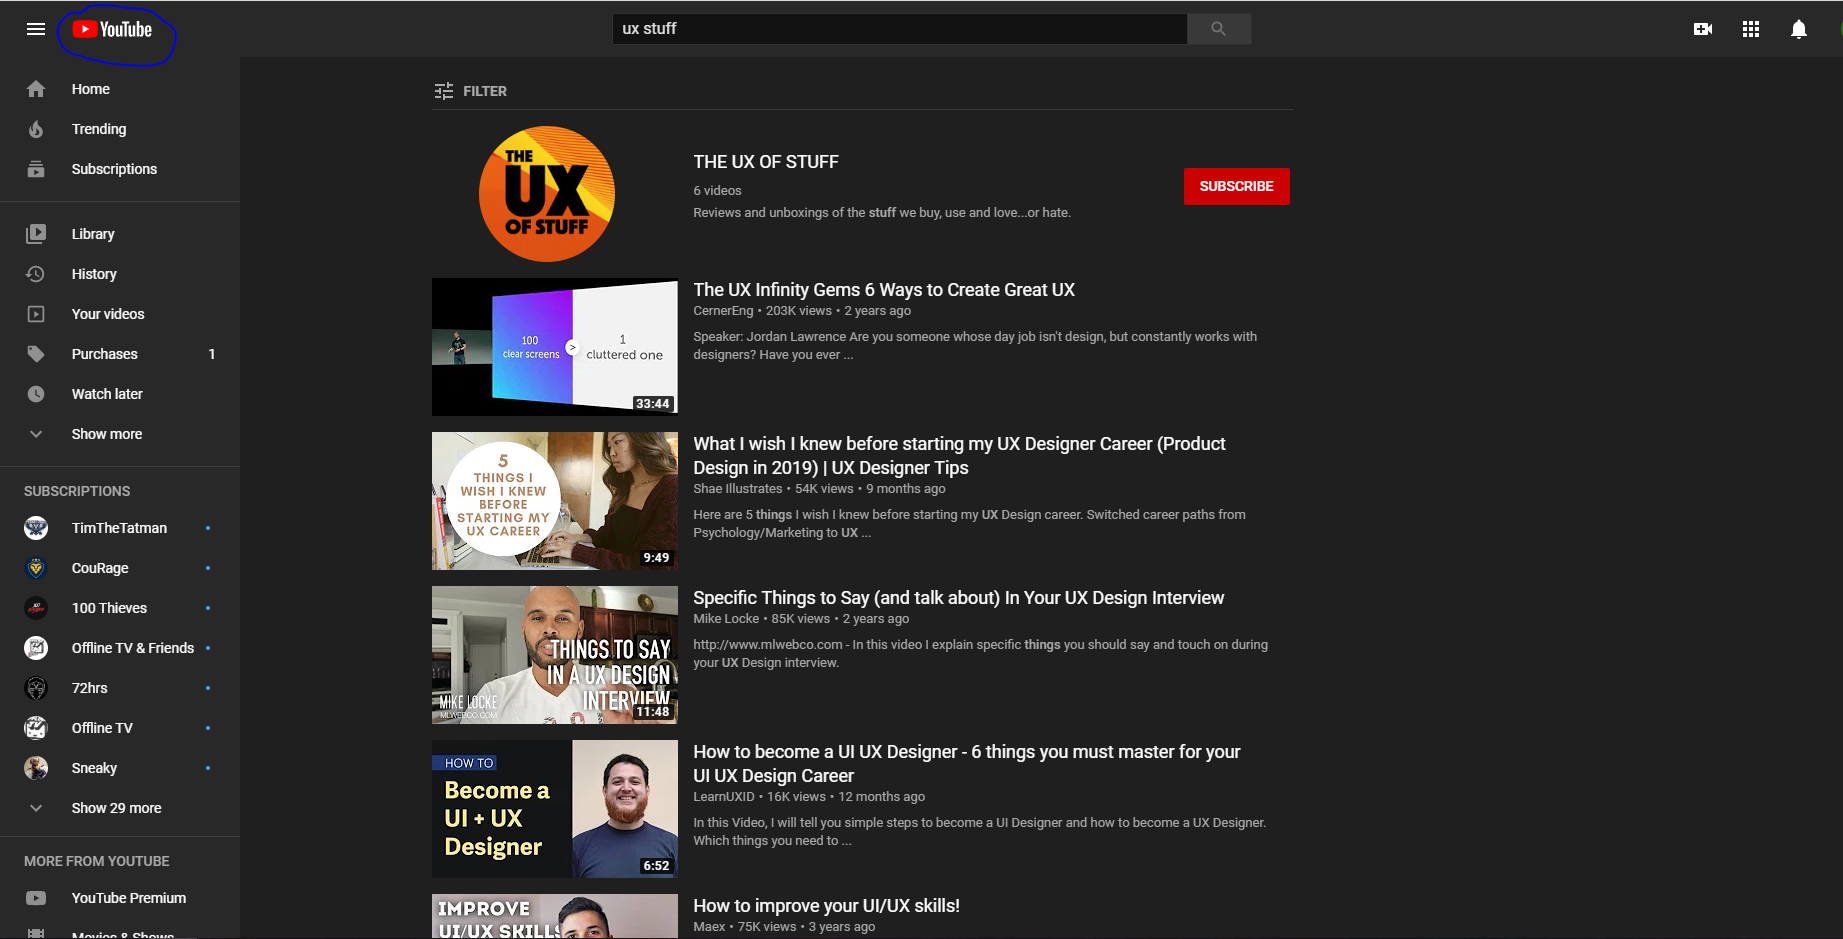 YouTube
ux stuff
Home
Trending
Subscriptions
Library
History
Your videos
Purchases 1
Watch later
Show more
SUBSCRIPTIONS
TimTheTatman
CouRage
100 Thieves
Offline TV & Friends
72hrs
Offline TV
Sneaky
Show 29 more
MORE FROM YOUTUBE
YouTube Premium
Movies & Shows
FILTER
THE
UX
OF STUFF
THE UX OF STUFF
6 videos
Reviews and unboxings of the stuff we buy, use and love...or hate.
SUBSCRIBE
100
clear screens
>
1
cluttered one
33:44
The UX Infinity Gems 6 Ways to Create Great UX
CernerEng • 203K views • 2 years ago
Speaker: Jordan Lawrence Are you someone whose day job isn't design, but constantly works with
designers? Have you ever ...
5
THINGS I
WISH I KNEW
BEFORE
STARTING MY
UX CAREER
9:49
What I wish I knew before starting my UX Designer Career (Product
Design in 2019) | UX Designer Tips
Shae Illustrates • 54K views • 9 months ago
Here are 5 things I wish I knew before starting my UX Design career. Switched career paths from
Psychology/Marketing to UX ...
THINGS TO SAY
IN A UX DESIGN
INTERVIEW
MIKE LOCKE
MLWEBCO.COM
11:48
Specific Things to Say (and talk about) In Your UX Design Interview
Mike Locke • 85K views • 2 years ago
http://www.mlwebco.com - In this video I explain specific things you should say and touch on during
your UX Design interview.
HOW TO
Become a
UI + UX
Designer
6:52
How to become a UI UX Designer - 6 things you must master for your
UI UX Design Career
LearnUXID • 16K views • 12 months ago
In this Video, I will tell you simple steps to become a UI Designer and how to become a UX Designer.
Which things you need to ...
IMPROVE
UI/UX SKILLS
How to improve your UI/UX skills!
Maex • 75K views • 3 years ago